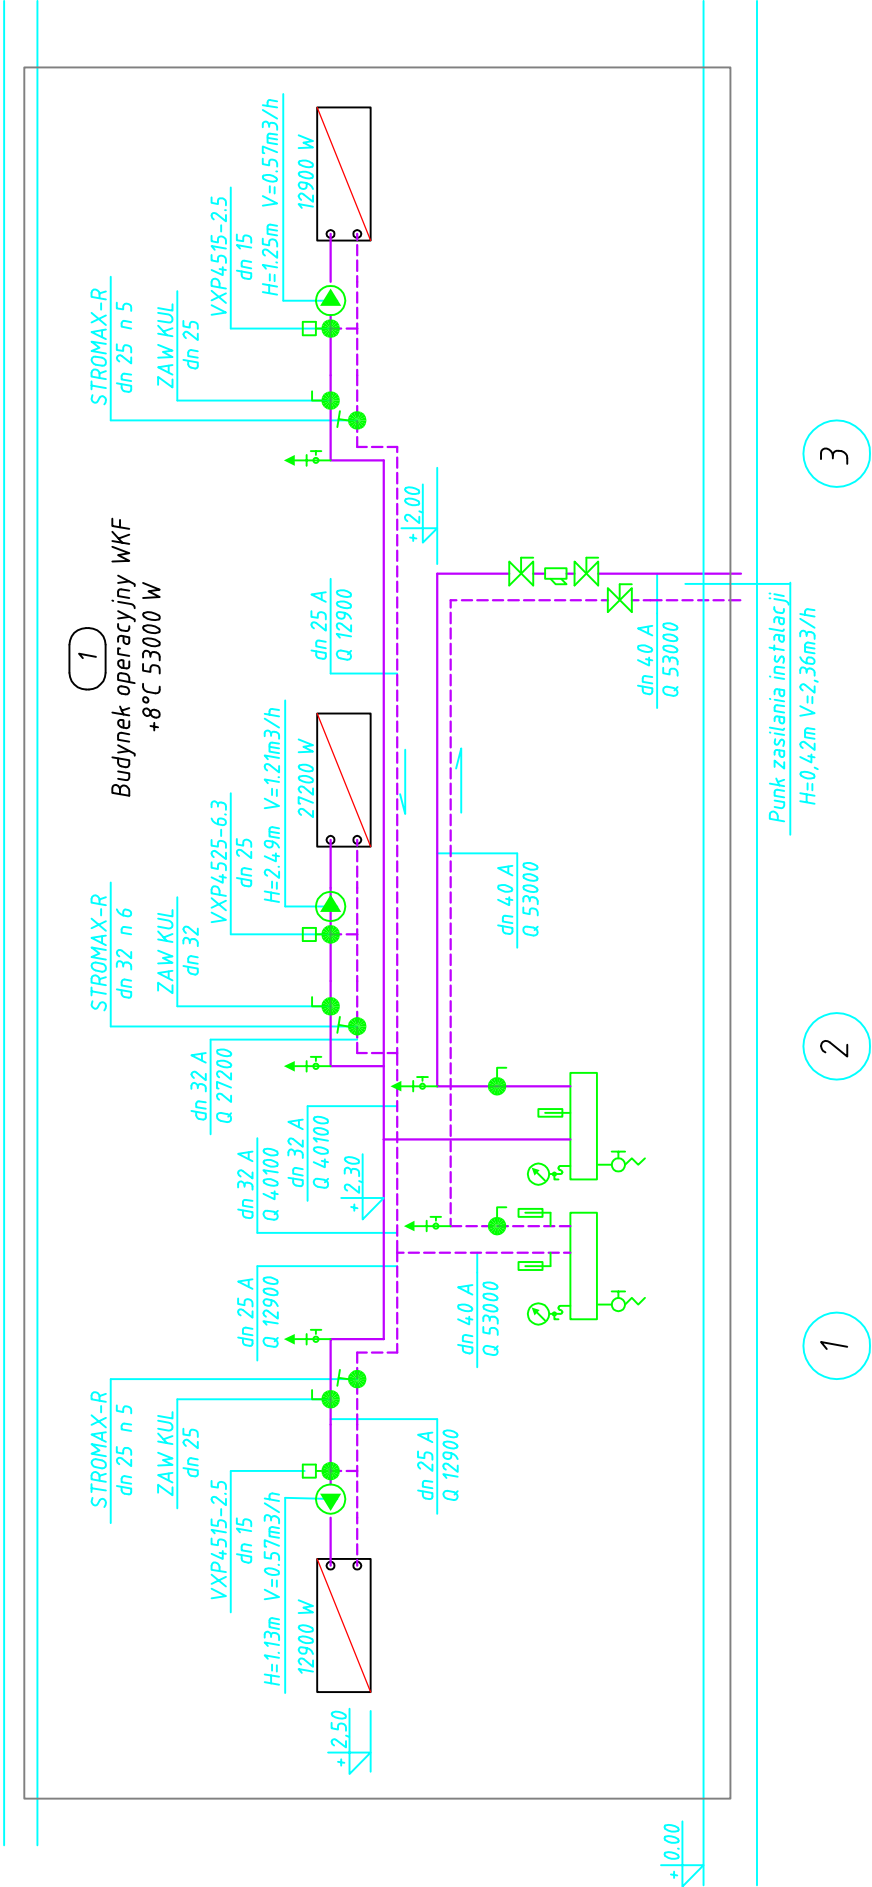 1
Budynek operacyjny WKF
+8°C 53000 W
STROMAX-R
dn 25 n 5
ZAW KUL
dn 25
VXP4515-2.5
dn 15
H=1.13m V=0.57m3/h
12900 W
+2,50
dn 25 A
Q 12900
dn 25 A
Q 12900
dn 32 A
Q 40100
dn 32 A
Q 40100
+2,30
dn 32 A
Q 27200
STROMAX-R
dn 32 n 6
ZAW KUL
dn 32
VXP4525-6.3
dn 25
H=2.49m V=1.21m3/h
27200 W
dn 25 A
Q 12900
STROMAX-R
dn 25 n 5
ZAW KUL
dn 25
VXP4515-2.5
dn 15
H=1.25m V=0.57m3/h
12900 W
+2,00
dn 40 A
Q 53000
dn 40 A
Q 53000
dn 40 A
Q 53000
Punk zasilania instalacji
H=0,42m V=2,36m3/h
+0.00
1
2
3